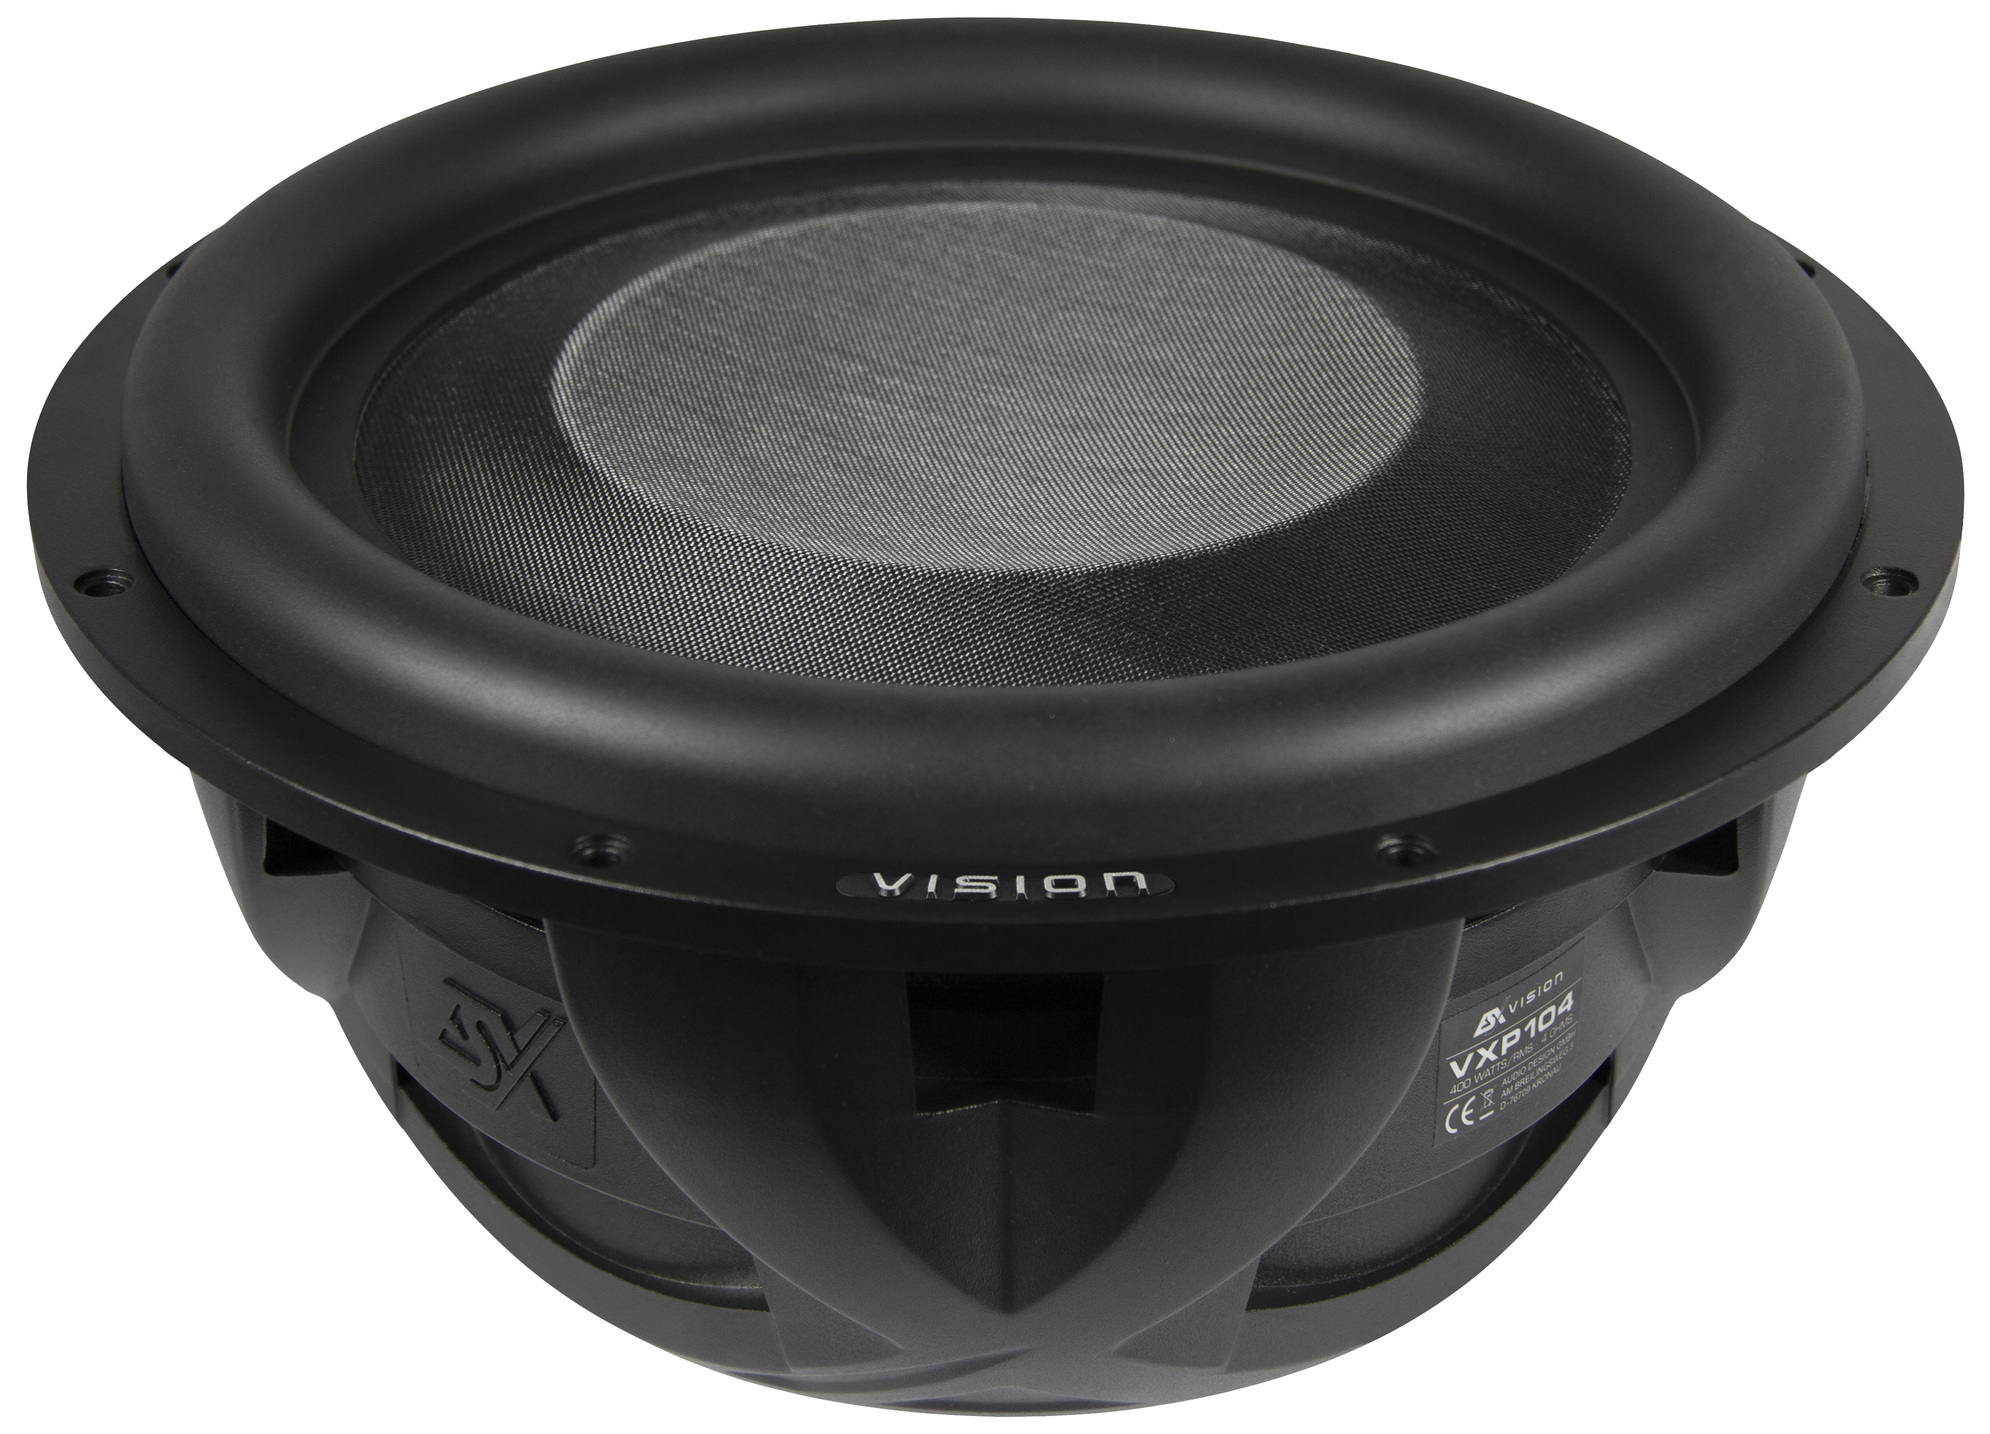 VISION
ESX
ESX VISION
VXP104
400 WATTS/RMS · 4 OHMS
CE
AUDIO DESIGN GMBH
AM BREILINGSWEG 3
D-76709 KRONAU